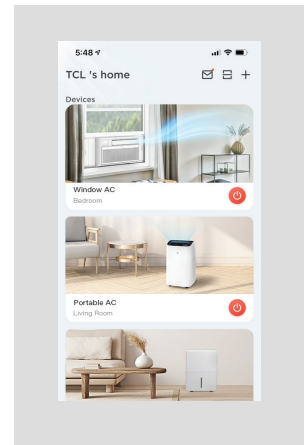 5:48
TCL 's home
Devices
Window AC
Bedroom
Portable AC
Living Room